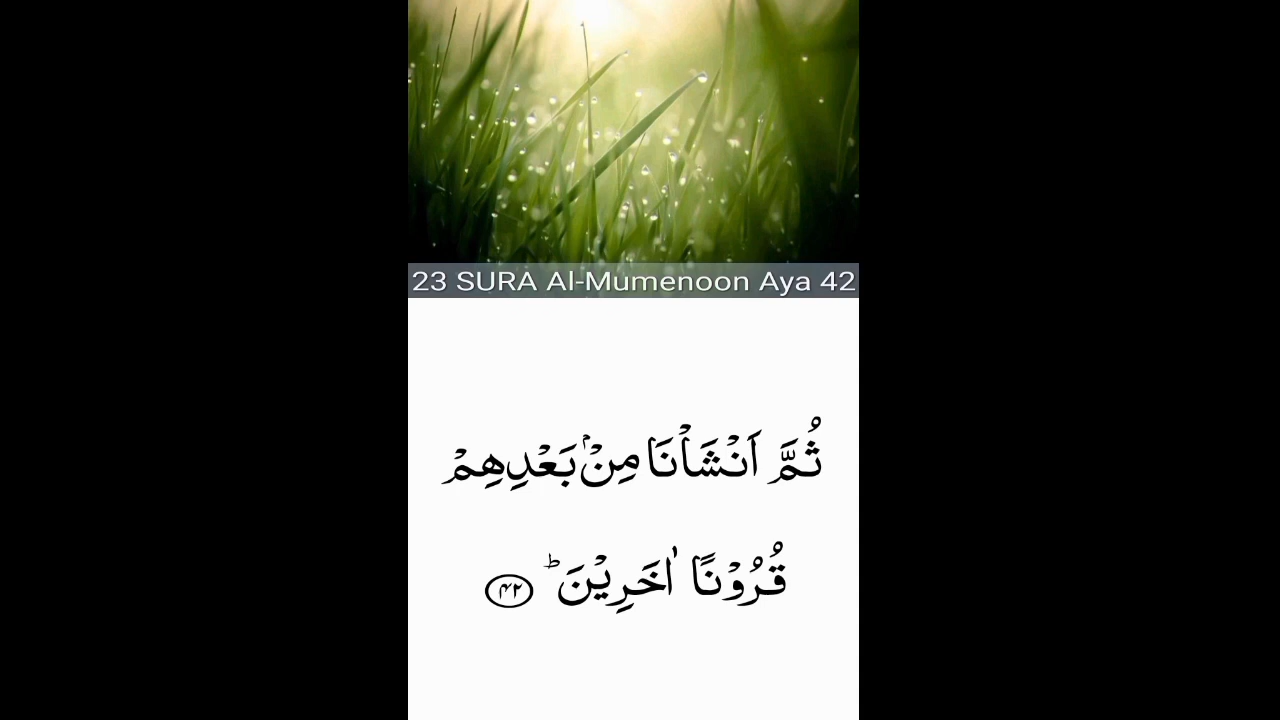 23 SURA Al-Mumenoon Aya 42
ثُمَّ اَنْشَاْنَا مِنْۢ بَعْدِهِمْ
قُرُوْنًا اٰخَرِيْنَ ؕ ﴿۴۲﴾